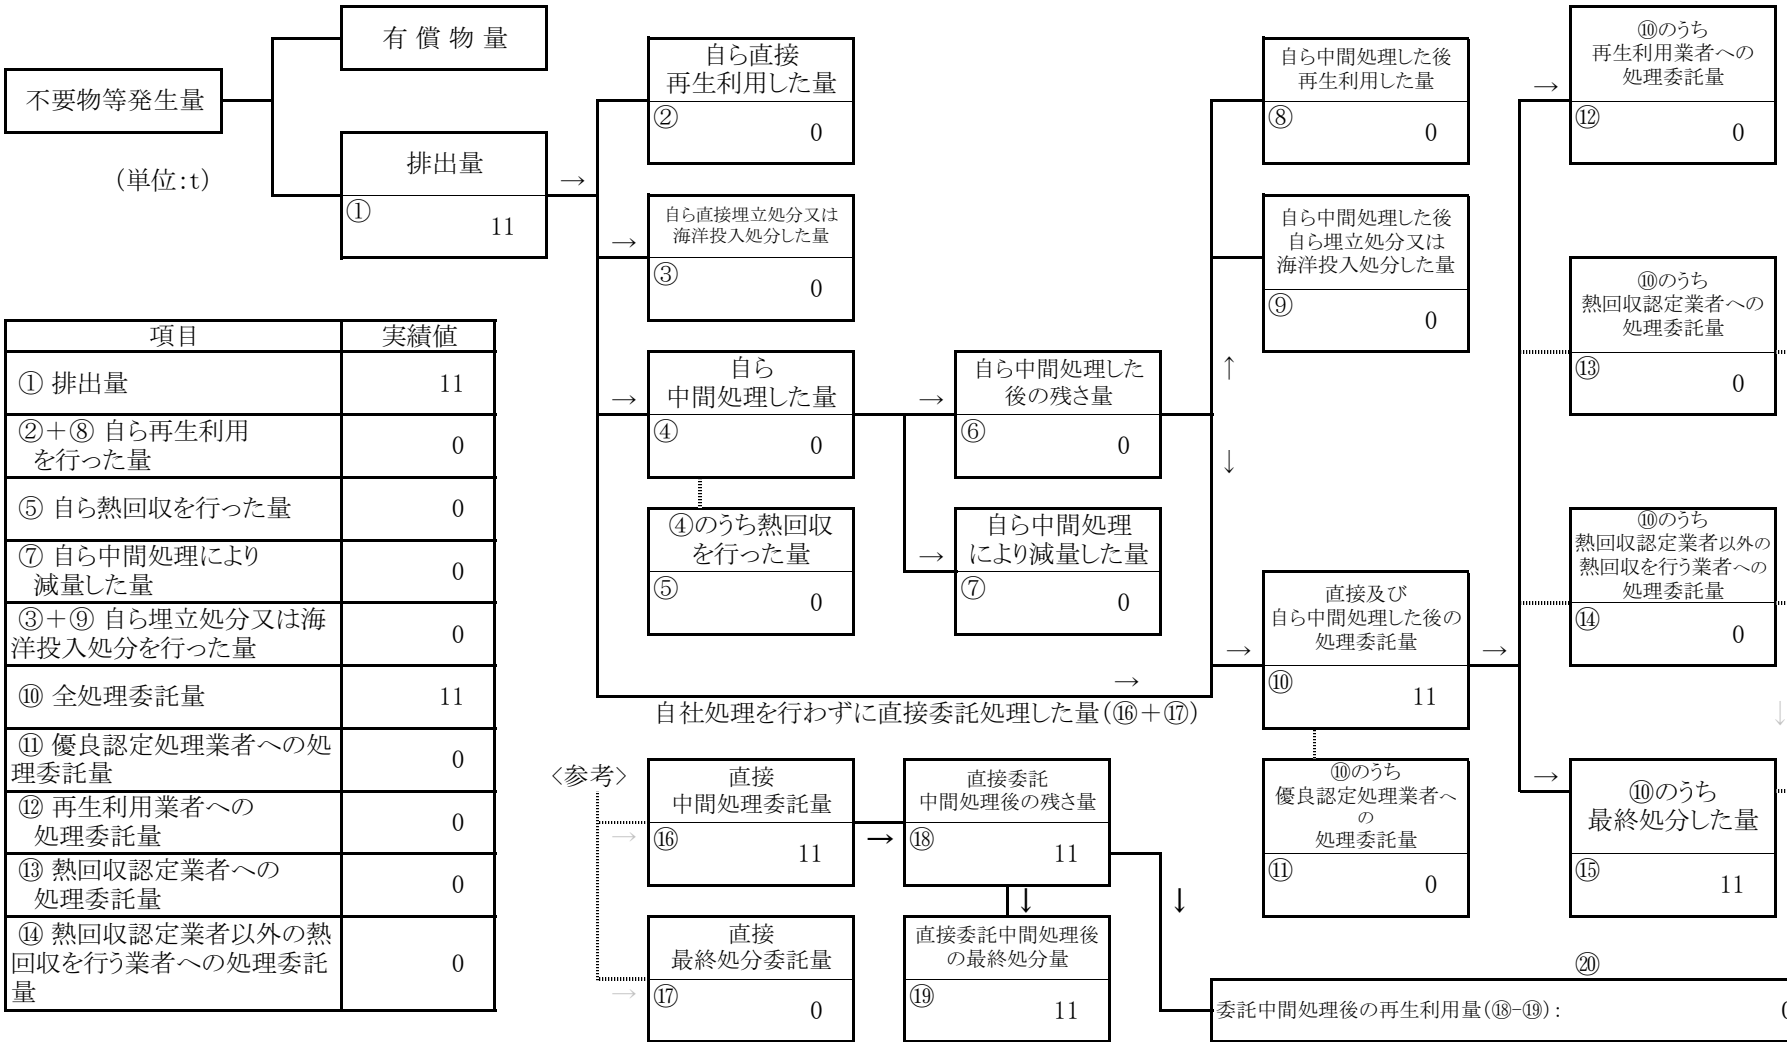 有 償 物 量
不要物等発生量
(単位:t)
排出量
①
11
→
自ら直接
再生利用した量
②
0
→
自ら直接埋立処分又は
海洋投入処分した量
③
0
→
自ら
中間処理した量
④
0
④のうち熱回収
を行った量
⑤
0
→
自ら中間処理した
後の残さ量
⑥
0
→
自ら中間処理
により減量した量
⑦
0
↑
↓
自ら中間処理した後
再生利用した量
⑧
0
自ら中間処理した後
自ら埋立処分又は
海洋投入処分した量
⑨
0
→
自社処理を行わずに直接委託処理した量(⑯+⑰)
→
直接及び
自ら中間処理した後の
処理委託量
⑩
11
→
⑩のうち
優良認定処理業者へ
の
処理委託量
⑪
0
→
⑩のうち
再生利用業者への
処理委託量
⑫
0
⑩のうち
熱回収認定業者への
処理委託量
⑬
0
⑩のうち
熱回収認定業者以外の
熱回収を行う業者への
処理委託量
⑭
0
↓
→
⑩のうち
最終処分した量
⑮
11
項目 実績値
① 排出量 11
②+⑧ 自ら再生利用
を行った量 0
⑤ 自ら熱回収を行った量 0
⑦ 自ら中間処理により
減量した量 0
③+⑨ 自ら埋立処分又は海
洋投入処分を行った量 0
⑩ 全処理委託量 11
⑪ 優良認定処理業者への処
理委託量 0
⑫ 再生利用業者への
処理委託量 0
⑬ 熱回収認定業者への
処理委託量 0
⑭ 熱回収認定業者以外の熱
回収を行う業者への処理委託
量 0
<参考>
→
直接
中間処理委託量
⑯
11
→
直接委託
中間処理後の残さ量
⑱
11
↓
↓
→
直接
最終処分委託量
⑰
0
直接委託中間処理後
の最終処分量
⑲
11
⑳
委託中間処理後の再生利用量(⑱-⑲): 0